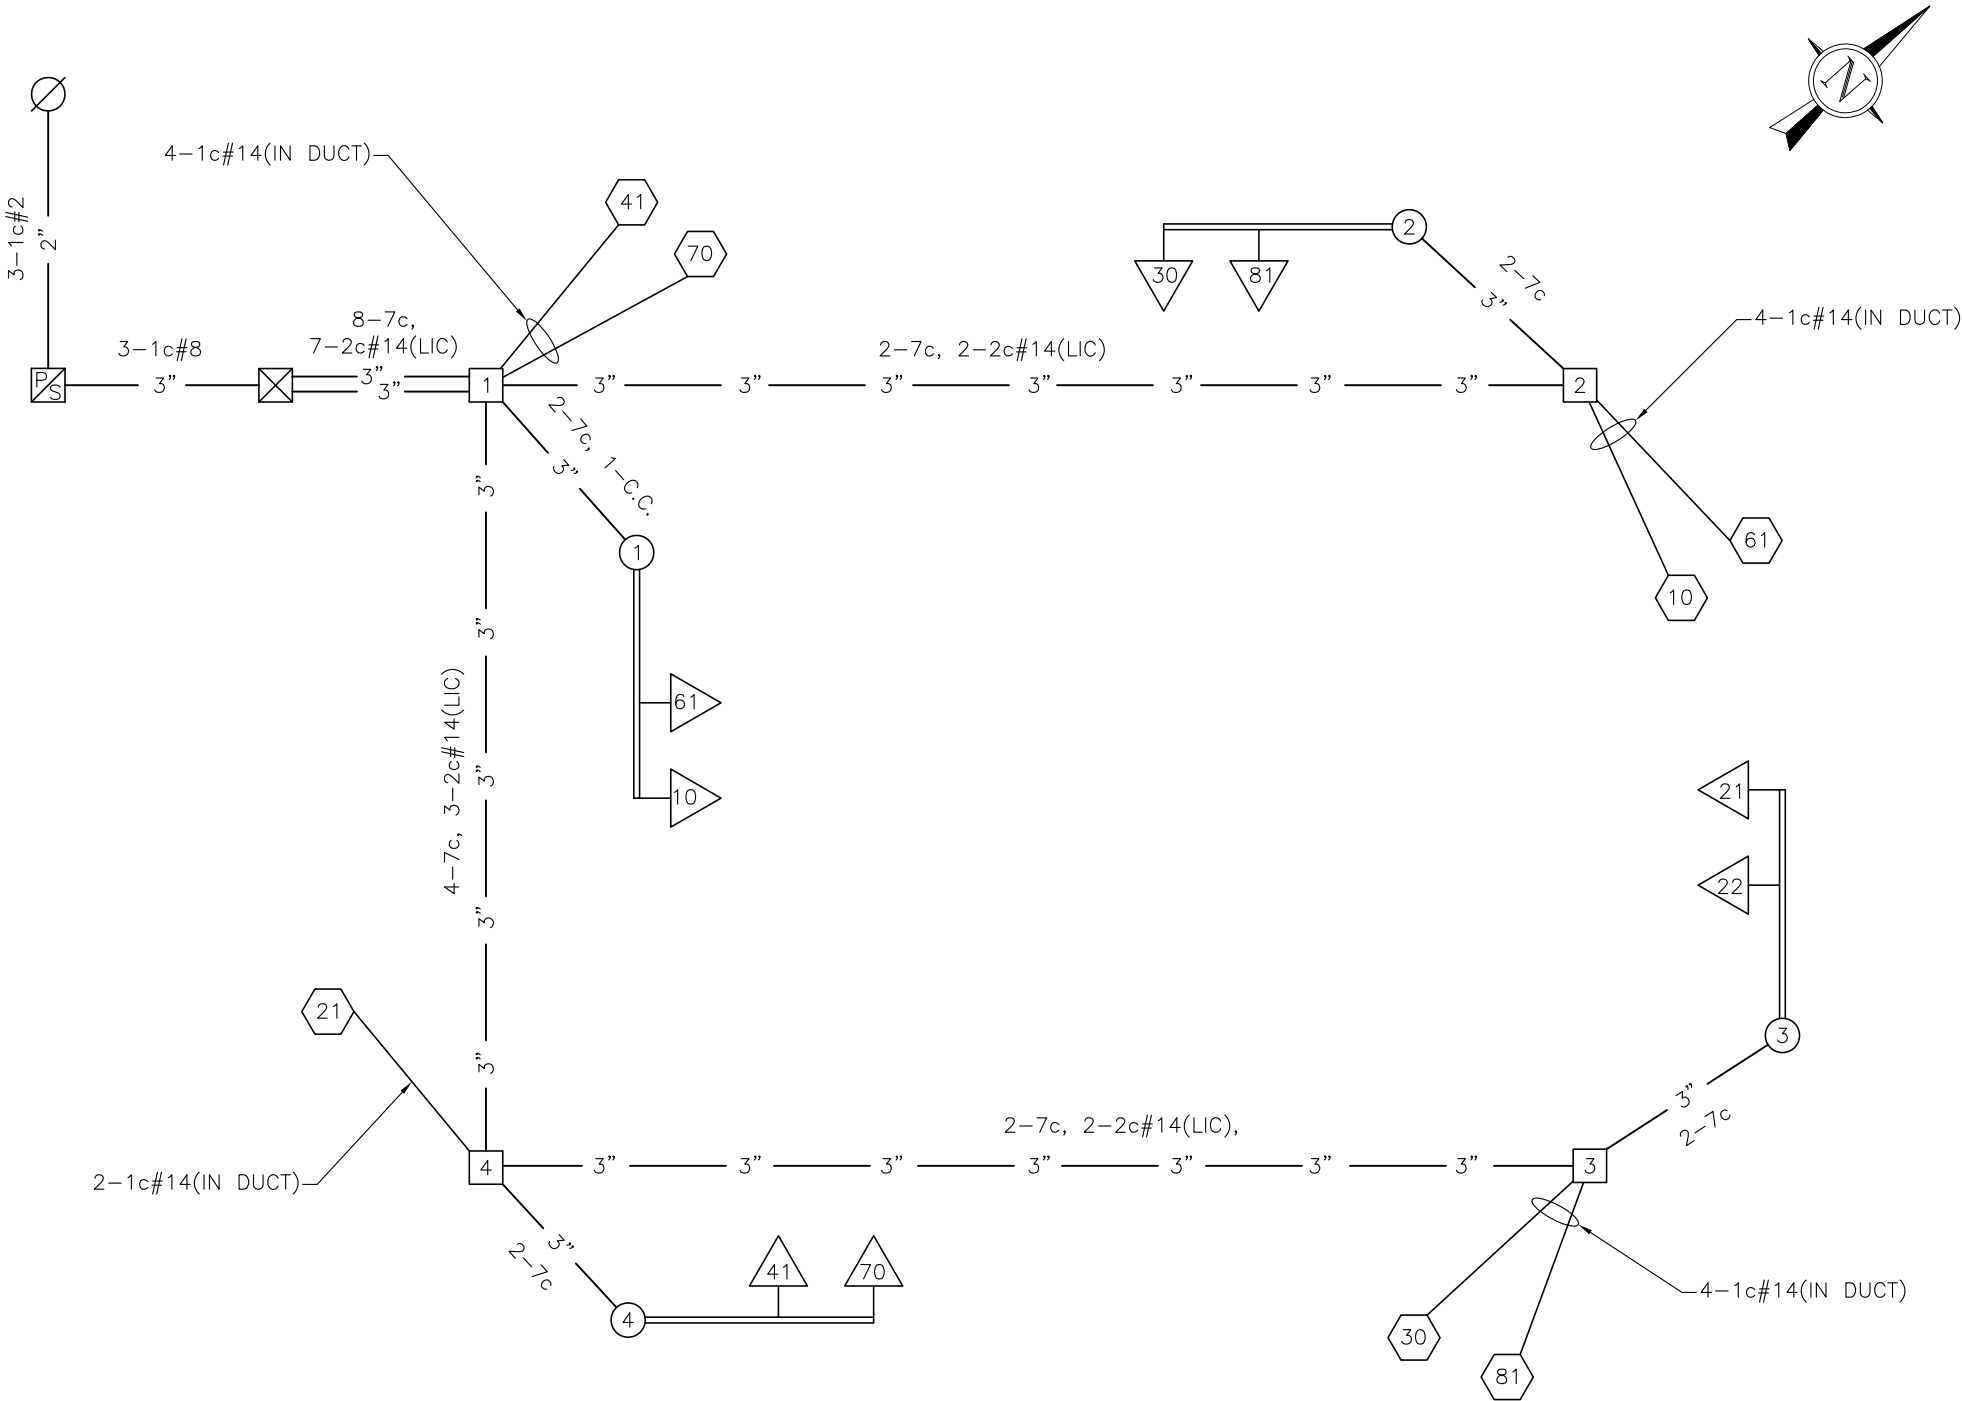 N
3-1c#2
2"
4-1c#14(IN DUCT)
41
70
2
30
81
2-7c
3"
4-1c#14(IN DUCT)
P/S
3-1c#8
3"
8-7c,
7-2c#14(LIC)
3"
3"
1
2-7c, 2-2c#14(LIC)
3" 3" 3" 3" 3" 3" 3"
2
2-7c, 1-C.C.
3"
1
61
10
61
10
3"
3"
3"
3"
3"
4-7c, 3-2c#14(LIC)
21
22
3
3"
2-7c
21
2-1c#14(IN DUCT)
4
2-7c, 2-2c#14(LIC),
3" 3" 3" 3" 3" 3" 3"
3
3"
2-7c
4
41
70
4-1c#14(IN DUCT)
30
81